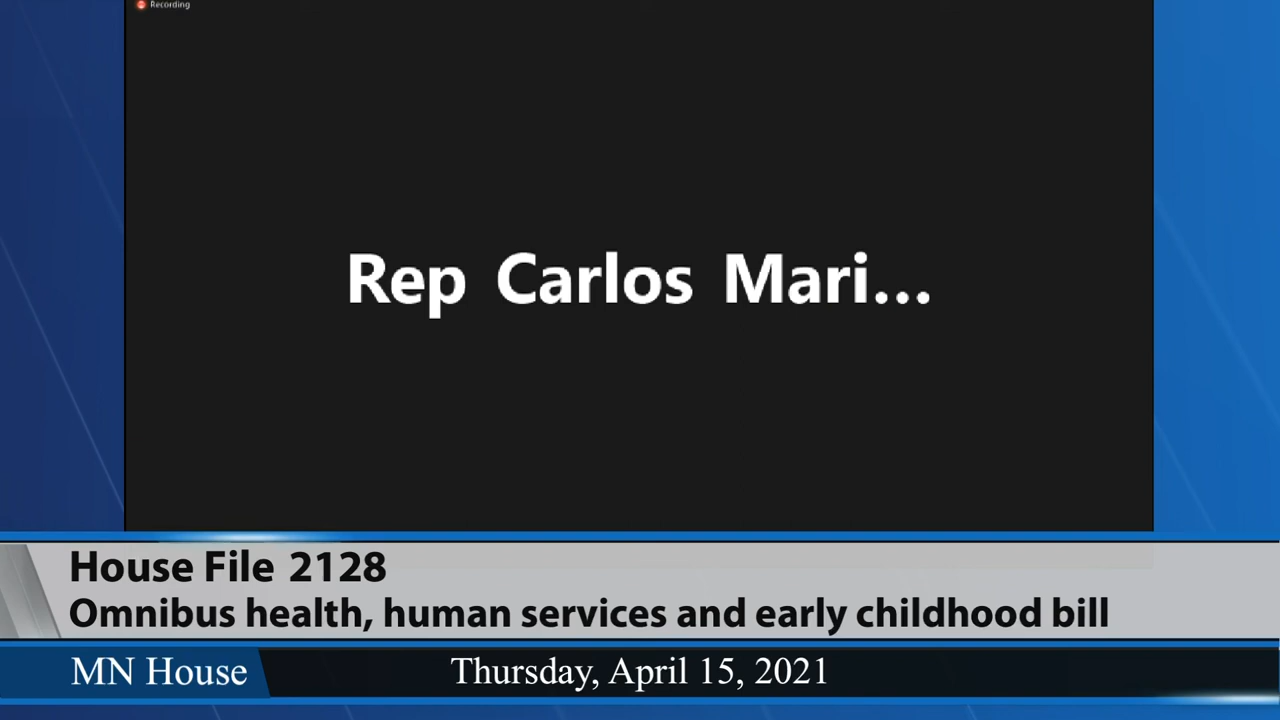 Recording
Rep Carlos Mari...
House File 2128
Omnibus health, human services and early childhood bill
MN House
Thursday, April 15, 2021